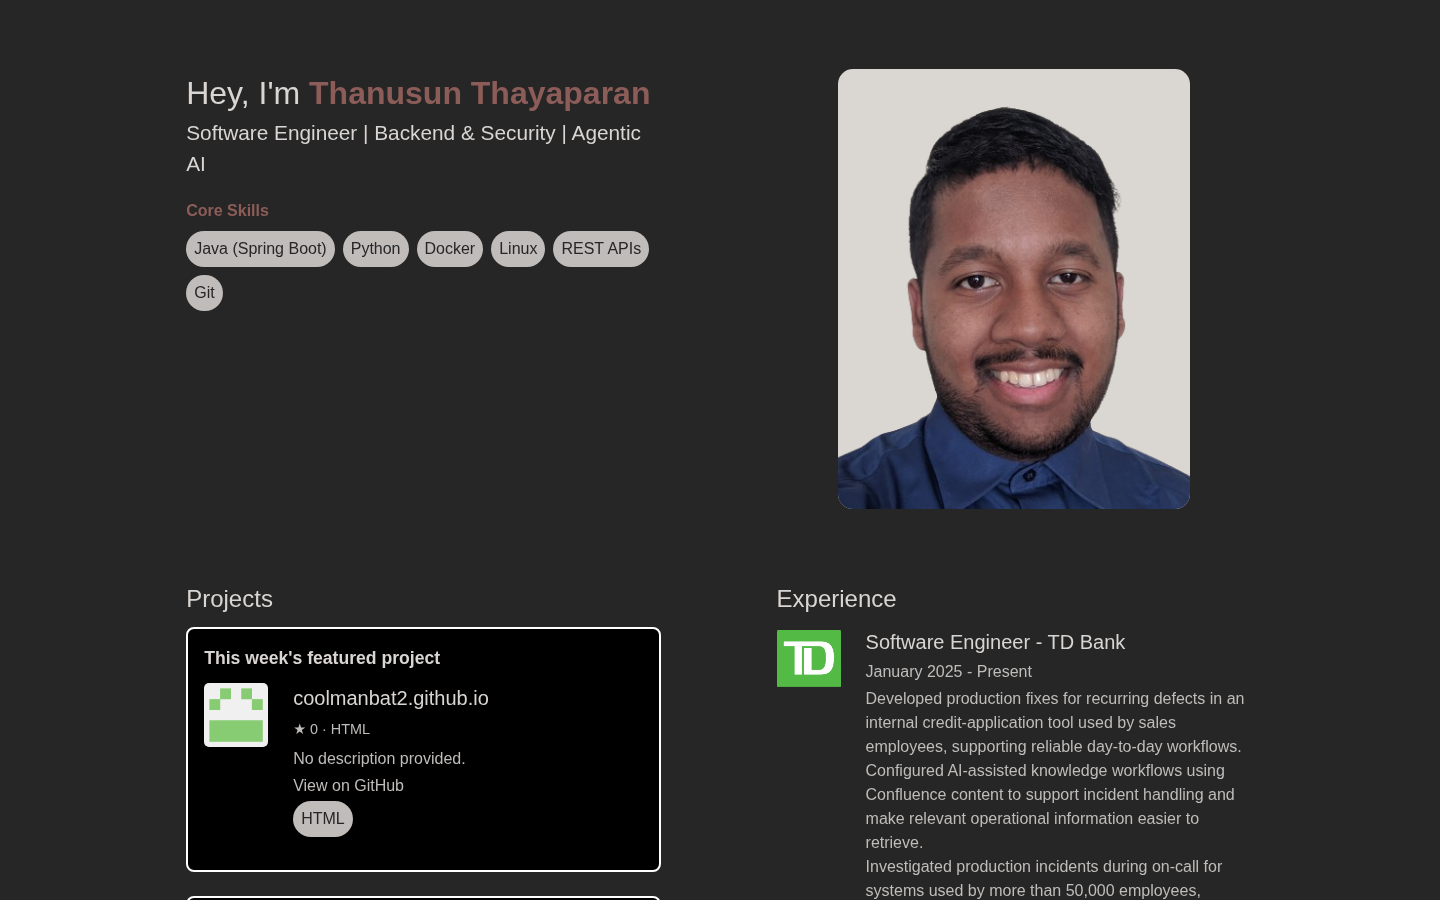 Hey, I'm Thanusun Thayaparan
Software Engineer | Backend & Security | Agentic
AI
Core Skills
Java (Spring Boot)
Python
Docker
Linux
REST APIs
Git
Projects
This week's featured project
coolmanbat2.github.io
★ 0 · HTML
No description provided.
View on GitHub
HTML
Experience
TD
Software Engineer - TD Bank
January 2025 - Present
Developed production fixes for recurring defects in an
internal credit-application tool used by sales
employees, supporting reliable day-to-day workflows.
Configured AI-assisted knowledge workflows using
Confluence content to support incident handling and
make relevant operational information easier to
retrieve.
Investigated production incidents during on-call for
systems used by more than 50,000 employees,